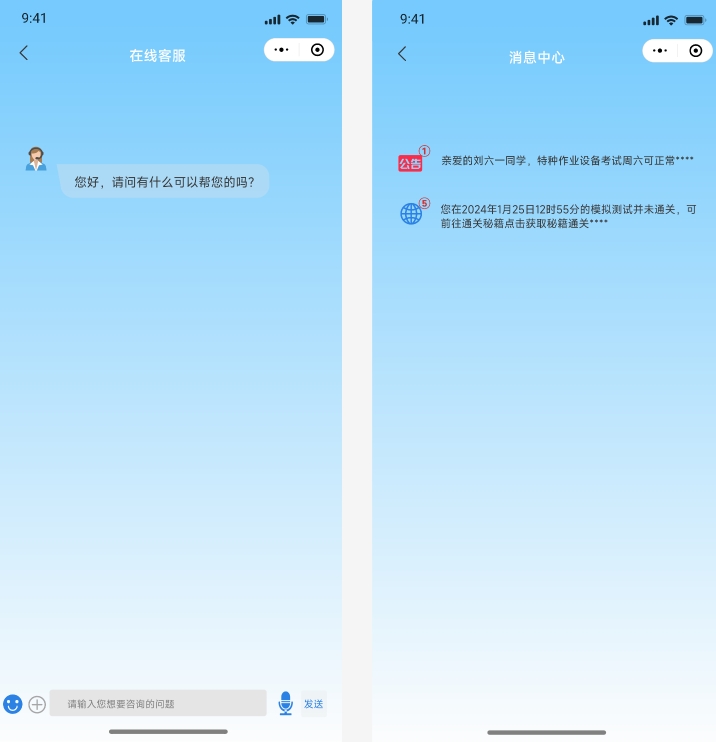 9:41
在线客服
您好，请问有什么可以帮您的吗?
请输入您想要咨询的问题
发送
9:41
消息中心
公告
1
亲爱的刘六一同学，特种作业设备考试周六可正常****
5
您在2024年1月25日12时55分的模拟测试并未通关，可
前往通关秘籍点击获取秘籍通关****